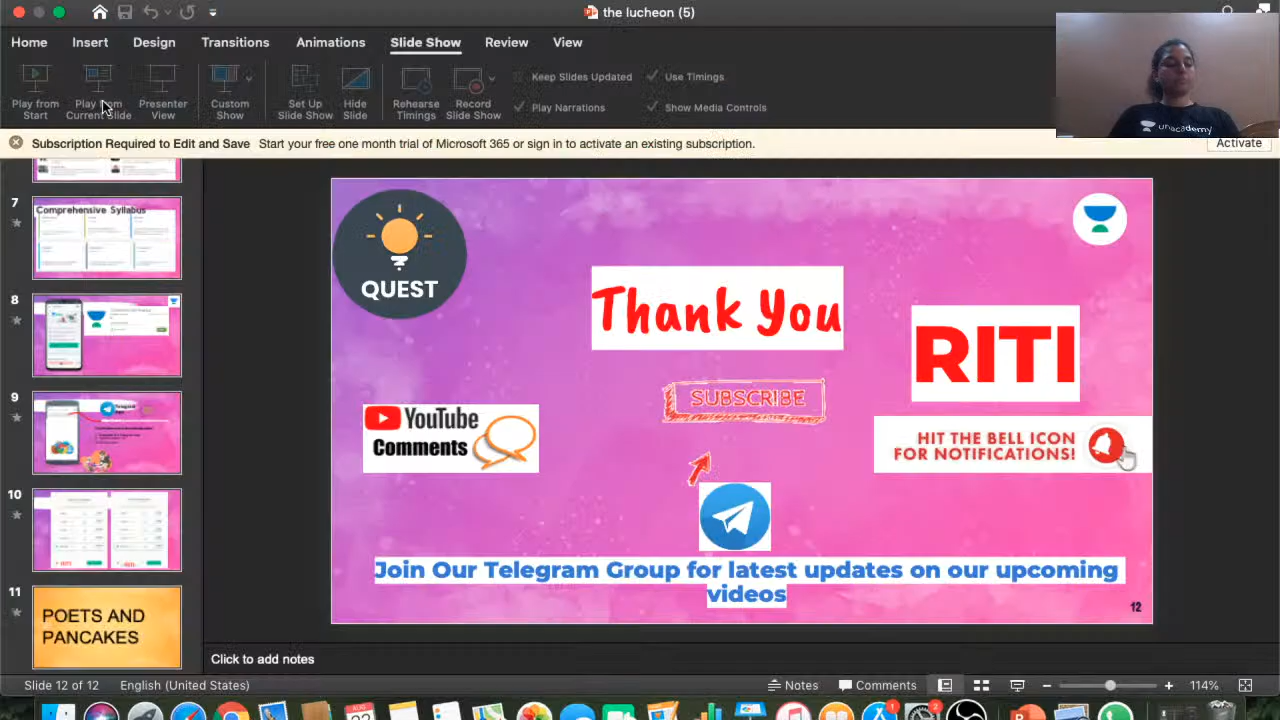 the lucheon (5)
Home Insert Design Transitions Animations Slide Show Review View
Play from Start
Play from Current Slide
Presenter View
Custom Show
Set Up Slide Show
Hide Slide
Rehearse Timings
Record Slide Show
Keep Slides Updated
Use Timings
Play Narrations
Show Media Controls
unacademy
Subscription Required to Edit and Save Start your free one month trial of Microsoft 365 or sign in to activate an existing subscription.
Activate
7
Comprehensive Syllabus
8
9
10
RITI
RITI
11
POETS AND
PANCAKES
QUEST
Thank You
RITI
SUBSCRIBE
YouTube
Comments
HIT THE BELL ICON
FOR NOTIFICATIONS!
Join Our Telegram Group for latest updates on our upcoming
videos
12
Click to add notes
Slide 12 of 12 English (United States) Notes Comments 114%